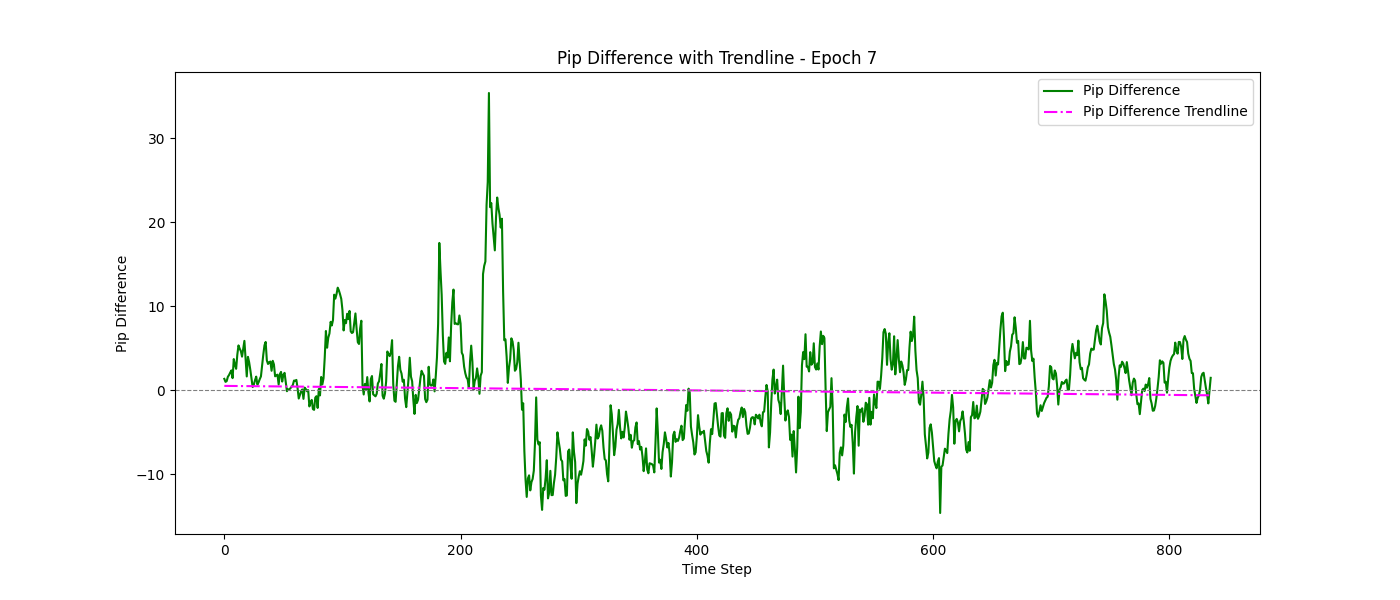 Pip Difference with Trendline - Epoch 7
Pip Difference
Pip Difference Trendline
30
20
10
0
−10
Pip Difference
0
200
400
600
800
Time Step